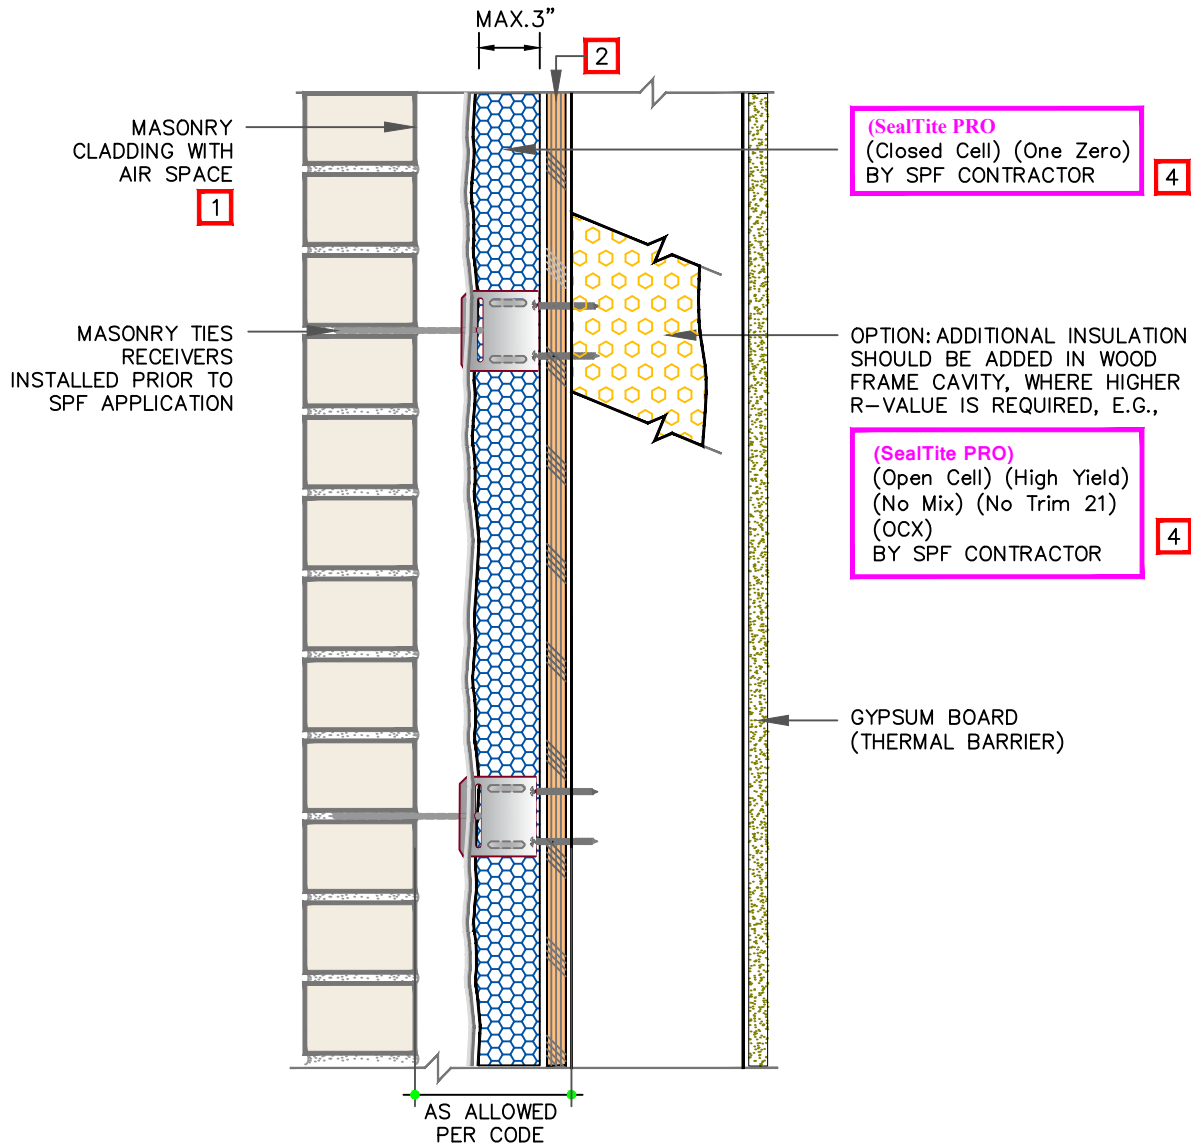 MAX.3"
2
MASONRY
CLADDING WITH
AIR SPACE
1
(SealTite PRO
(Closed Cell) (One Zero)
BY SPF CONTRACTOR
4
MASONRY TIES
RECEIVERS
INSTALLED PRIOR TO
SPF APPLICATION
OPTION: ADDITIONAL INSULATION
SHOULD BE ADDED IN WOOD
FRAME CAVITY, WHERE HIGHER
R-VALUE IS REQUIRED, E.G.,
(SealTite PRO)
(Open Cell) (High Yield)
(No Mix) (No Trim 21)
(OCX)
BY SPF CONTRACTOR
4
GYPSUM BOARD
(THERMAL BARRIER)
AS ALLOWED
PER CODE